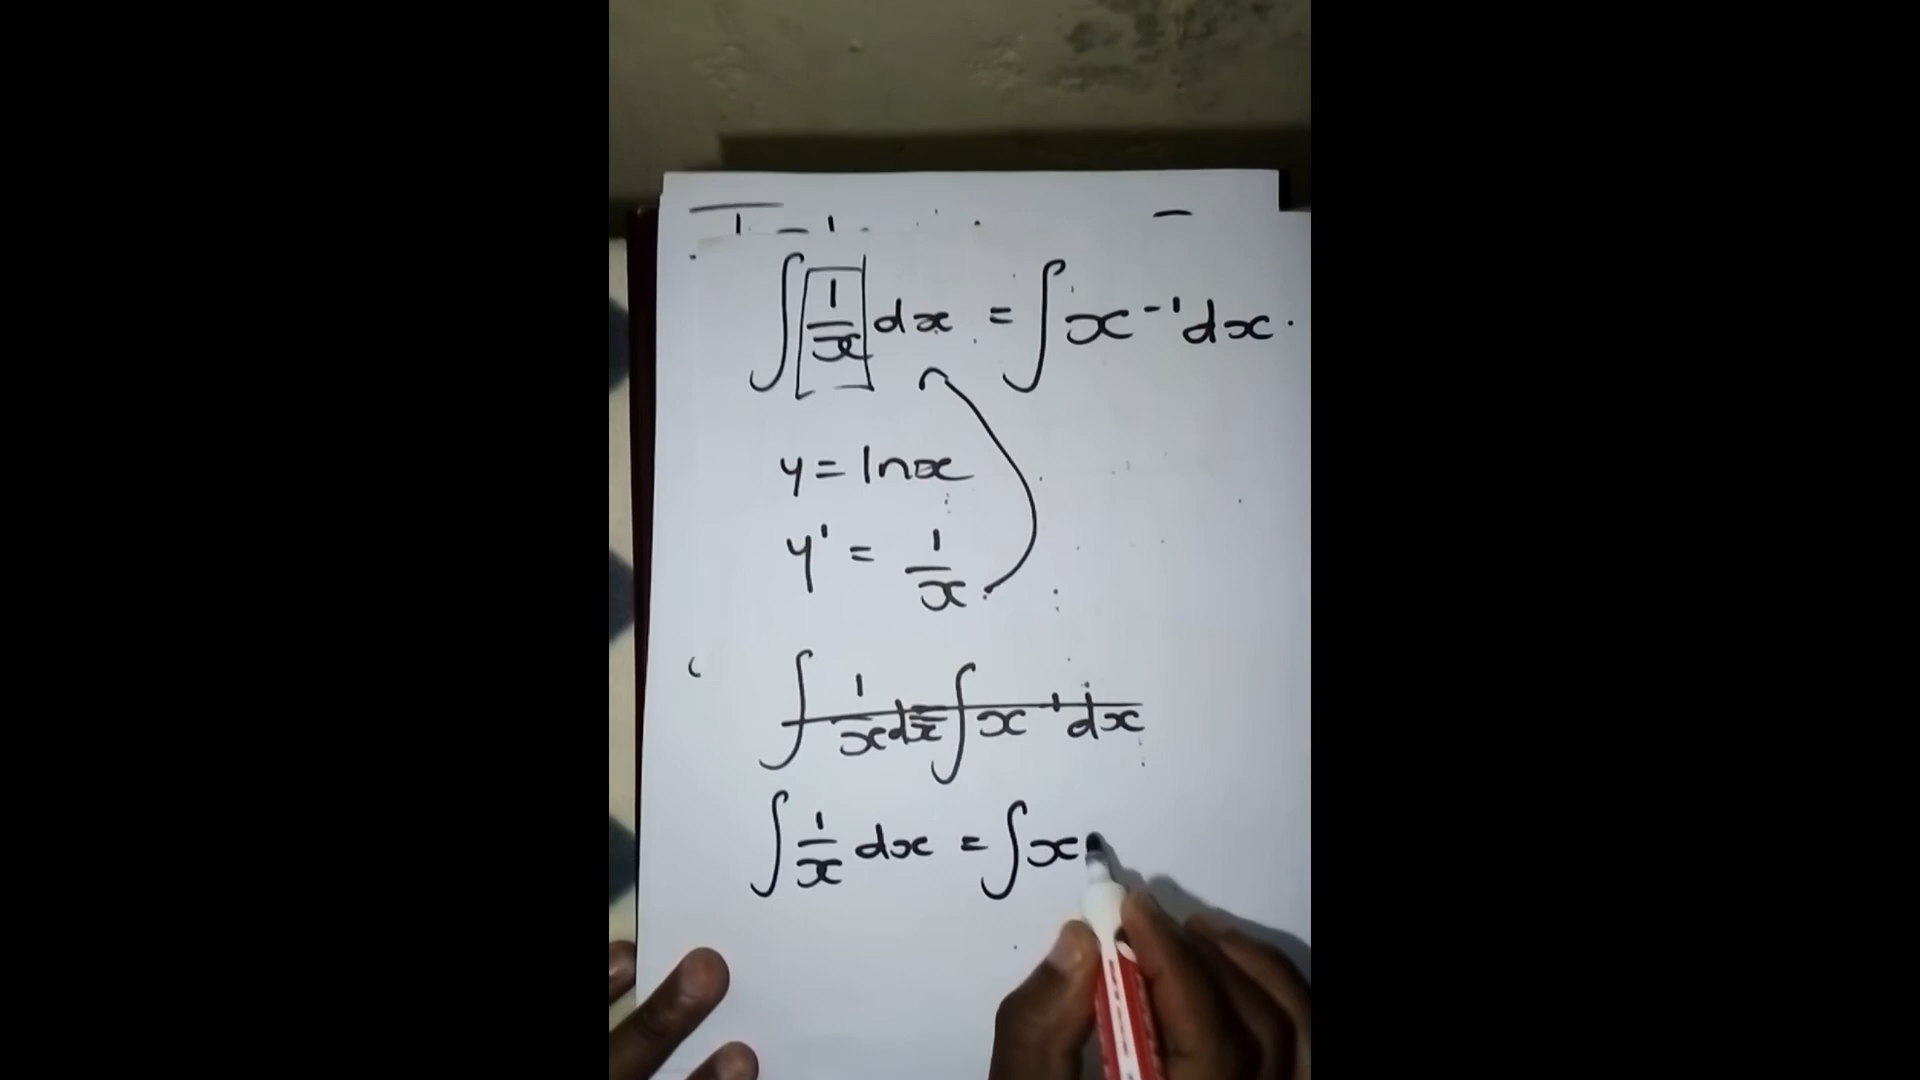 ∫ 1/x dx = ∫ x⁻¹ dx.
y = ln x
y' = 1/x
∫ 1/x dx = ∫ x⁻¹ dx
∫ 1/x dx = ∫ x